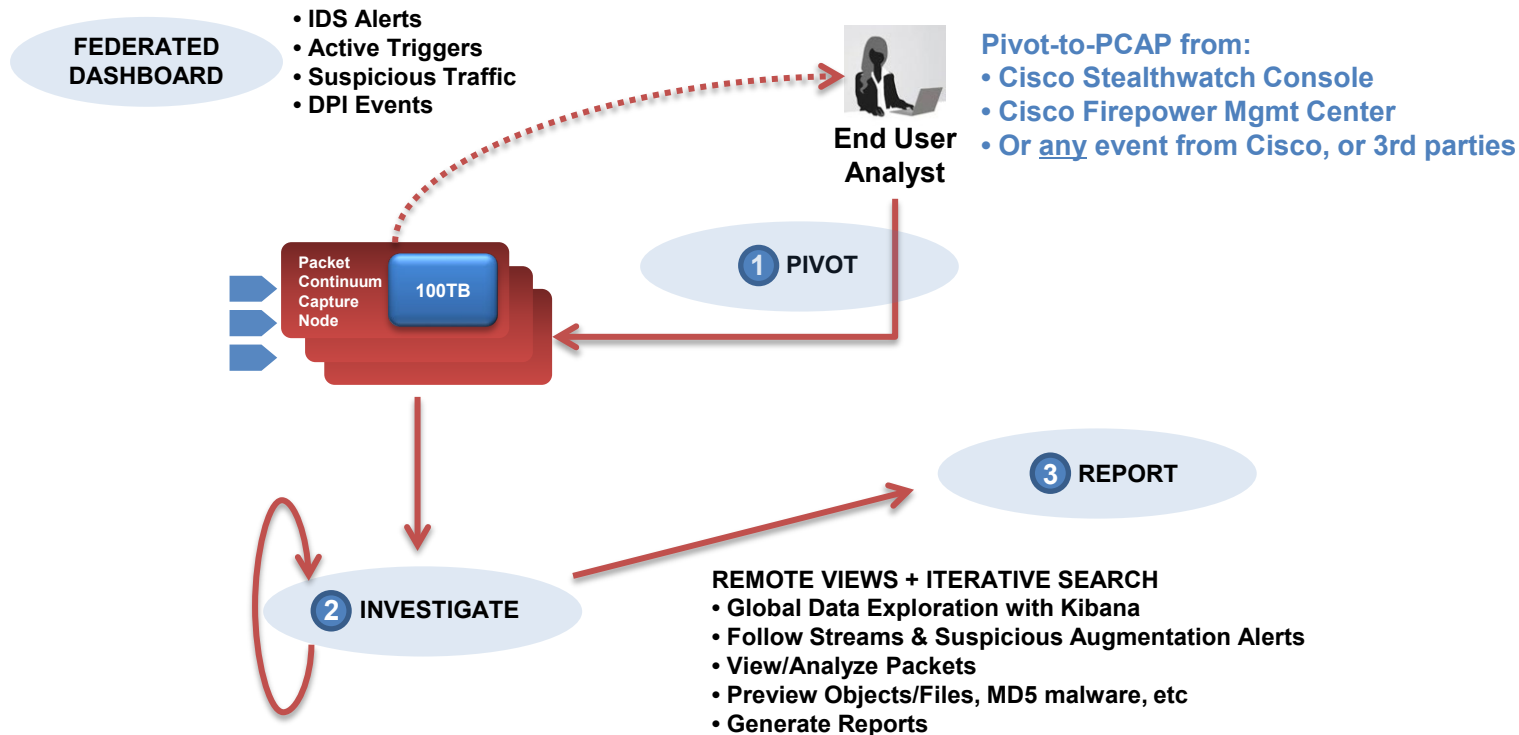 FEDERATED
DASHBOARD
• IDS Alerts
• Active Triggers
• Suspicious Traffic
• DPI Events
End User
Analyst
Pivot-to-PCAP from:
• Cisco Stealthwatch Console
• Cisco Firepower Mgmt Center
• Or any event from Cisco, or 3rd parties
1 PIVOT
Packet
Continuum
Capture
Node
100TB
3 REPORT
2 INVESTIGATE
REMOTE VIEWS + ITERATIVE SEARCH
• Global Data Exploration with Kibana
• Follow Streams & Suspicious Augmentation Alerts
• View/Analyze Packets
• Preview Objects/Files, MD5 malware, etc
• Generate Reports